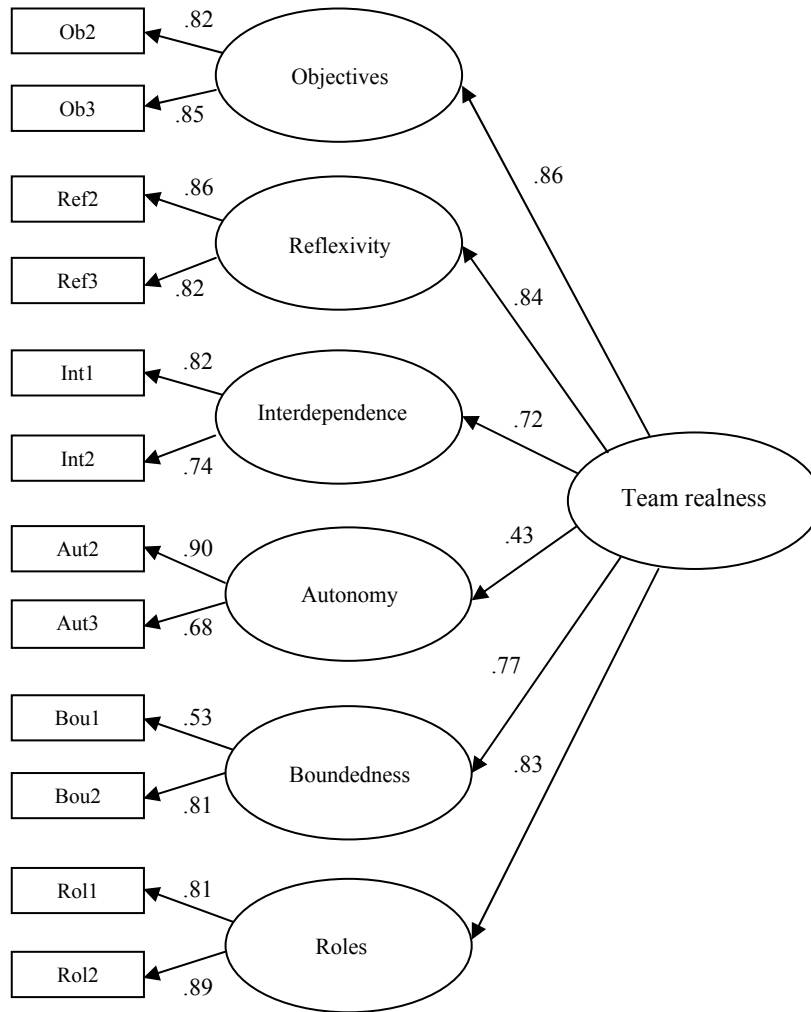 Ob2
.82
Objectives
Ob3
.85
.86
Ref2
.86
Reflexivity
Ref3
.82
.84
Int1
.82
Interdependence
.72
Int2
.74
Team realness
Aut2
.90
.43
Autonomy
Aut3
.68
.77
Bou1
.53
Boundedness
.83
Bou2
.81
Rol1
.81
Roles
Rol2
.89